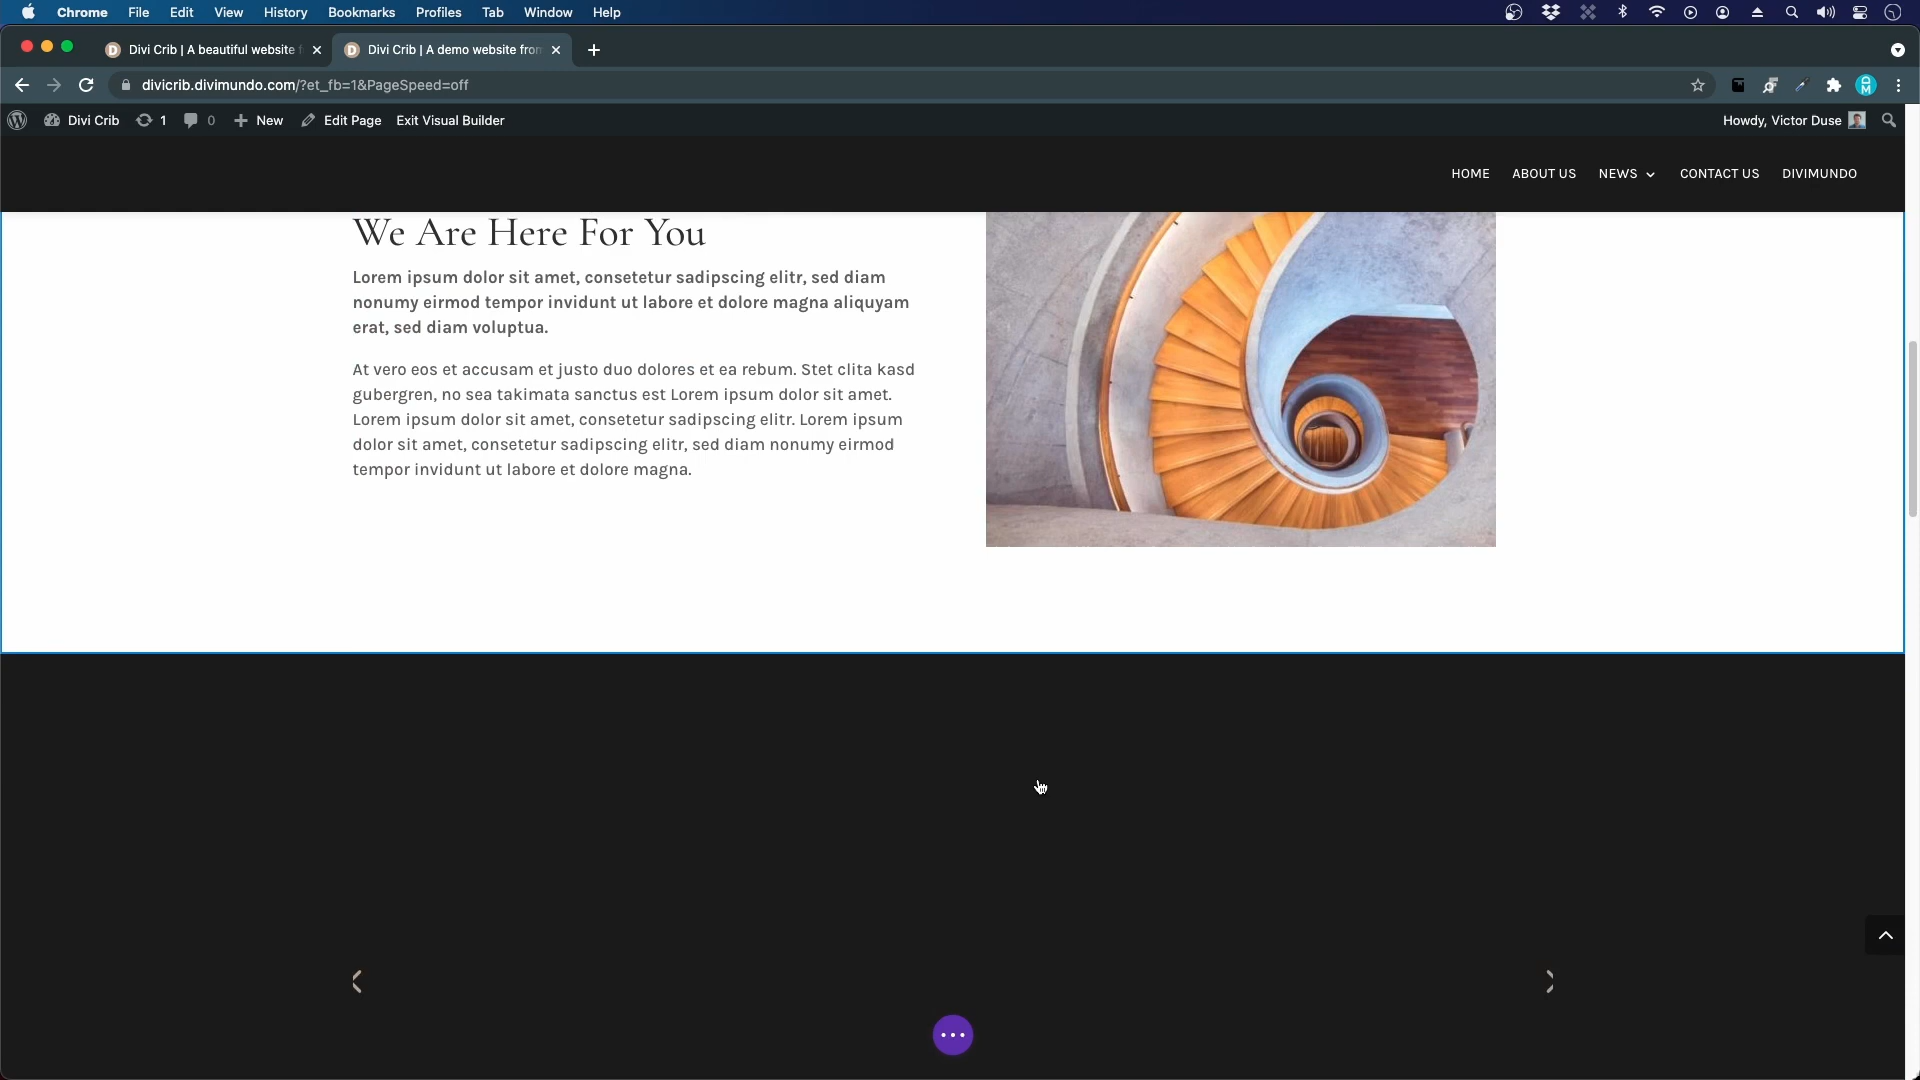 Chrome File Edit View History Bookmarks Profiles Tab Window Help
Divi Crib | A beautiful website
Divi Crib | A demo website from
divicrib.divimundo.com/?et_fb=1&PageSpeed=off
DM
Divi Crib 1 0 New Edit Page Exit Visual Builder
Howdy, Victor Duse
HOME ABOUT US NEWS CONTACT US DIVIMUNDO
We Are Here For You
Lorem ipsum dolor sit amet, consetetur sadipscing elitr, sed diam
nonumy eirmod tempor invidunt ut labore et dolore magna aliquyam
erat, sed diam voluptua.
At vero eos et accusam et justo duo dolores et ea rebum. Stet clita kasd
gubergren, no sea takimata sanctus est Lorem ipsum dolor sit amet.
Lorem ipsum dolor sit amet, consetetur sadipscing elitr. Lorem ipsum
dolor sit amet, consetetur sadipscing elitr, sed diam nonumy eirmod
tempor invidunt ut labore et dolore magna.